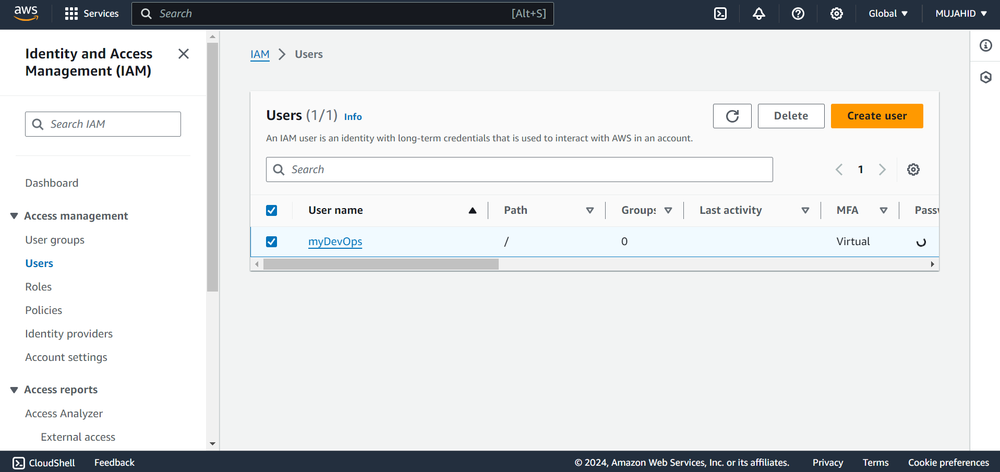 aws
Services
Search
[Alt+S]
Global
MUJAHID
Identity and Access
Management (IAM)
Search IAM
Dashboard
Access management
User groups
Users
Roles
Policies
Identity providers
Account settings
Access reports
Access Analyzer
External access
IAM
Users
Users (1/1) Info
Delete
Create user
An IAM user is an identity with long-term credentials that is used to interact with AWS in an account.
Search
1
User name
Path
Groups
Last activity
MFA
Passw
myDevOps
/
0
Virtual
CloudShell
Feedback
© 2024, Amazon Web Services, Inc. or its affiliates.
Privacy
Terms
Cookie preferences